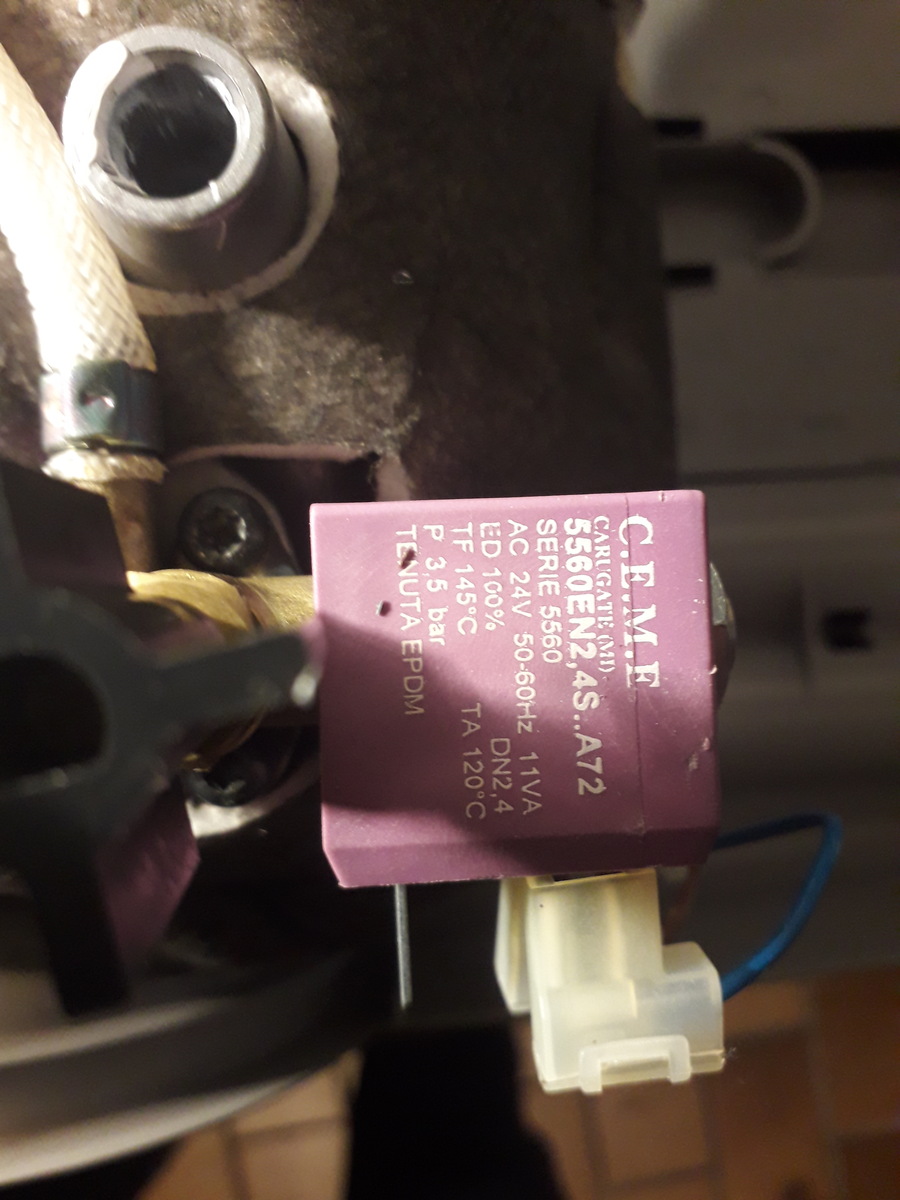 C.E.M.E
CARUGATE (MI)
5560EN2,4S..A72
SERIE 5560
AC 24V 50-60Hz 11VA
ED 100% DN2,4
TF 145°C TA 120°C
P 3,5 bar
TENUTA EPDM